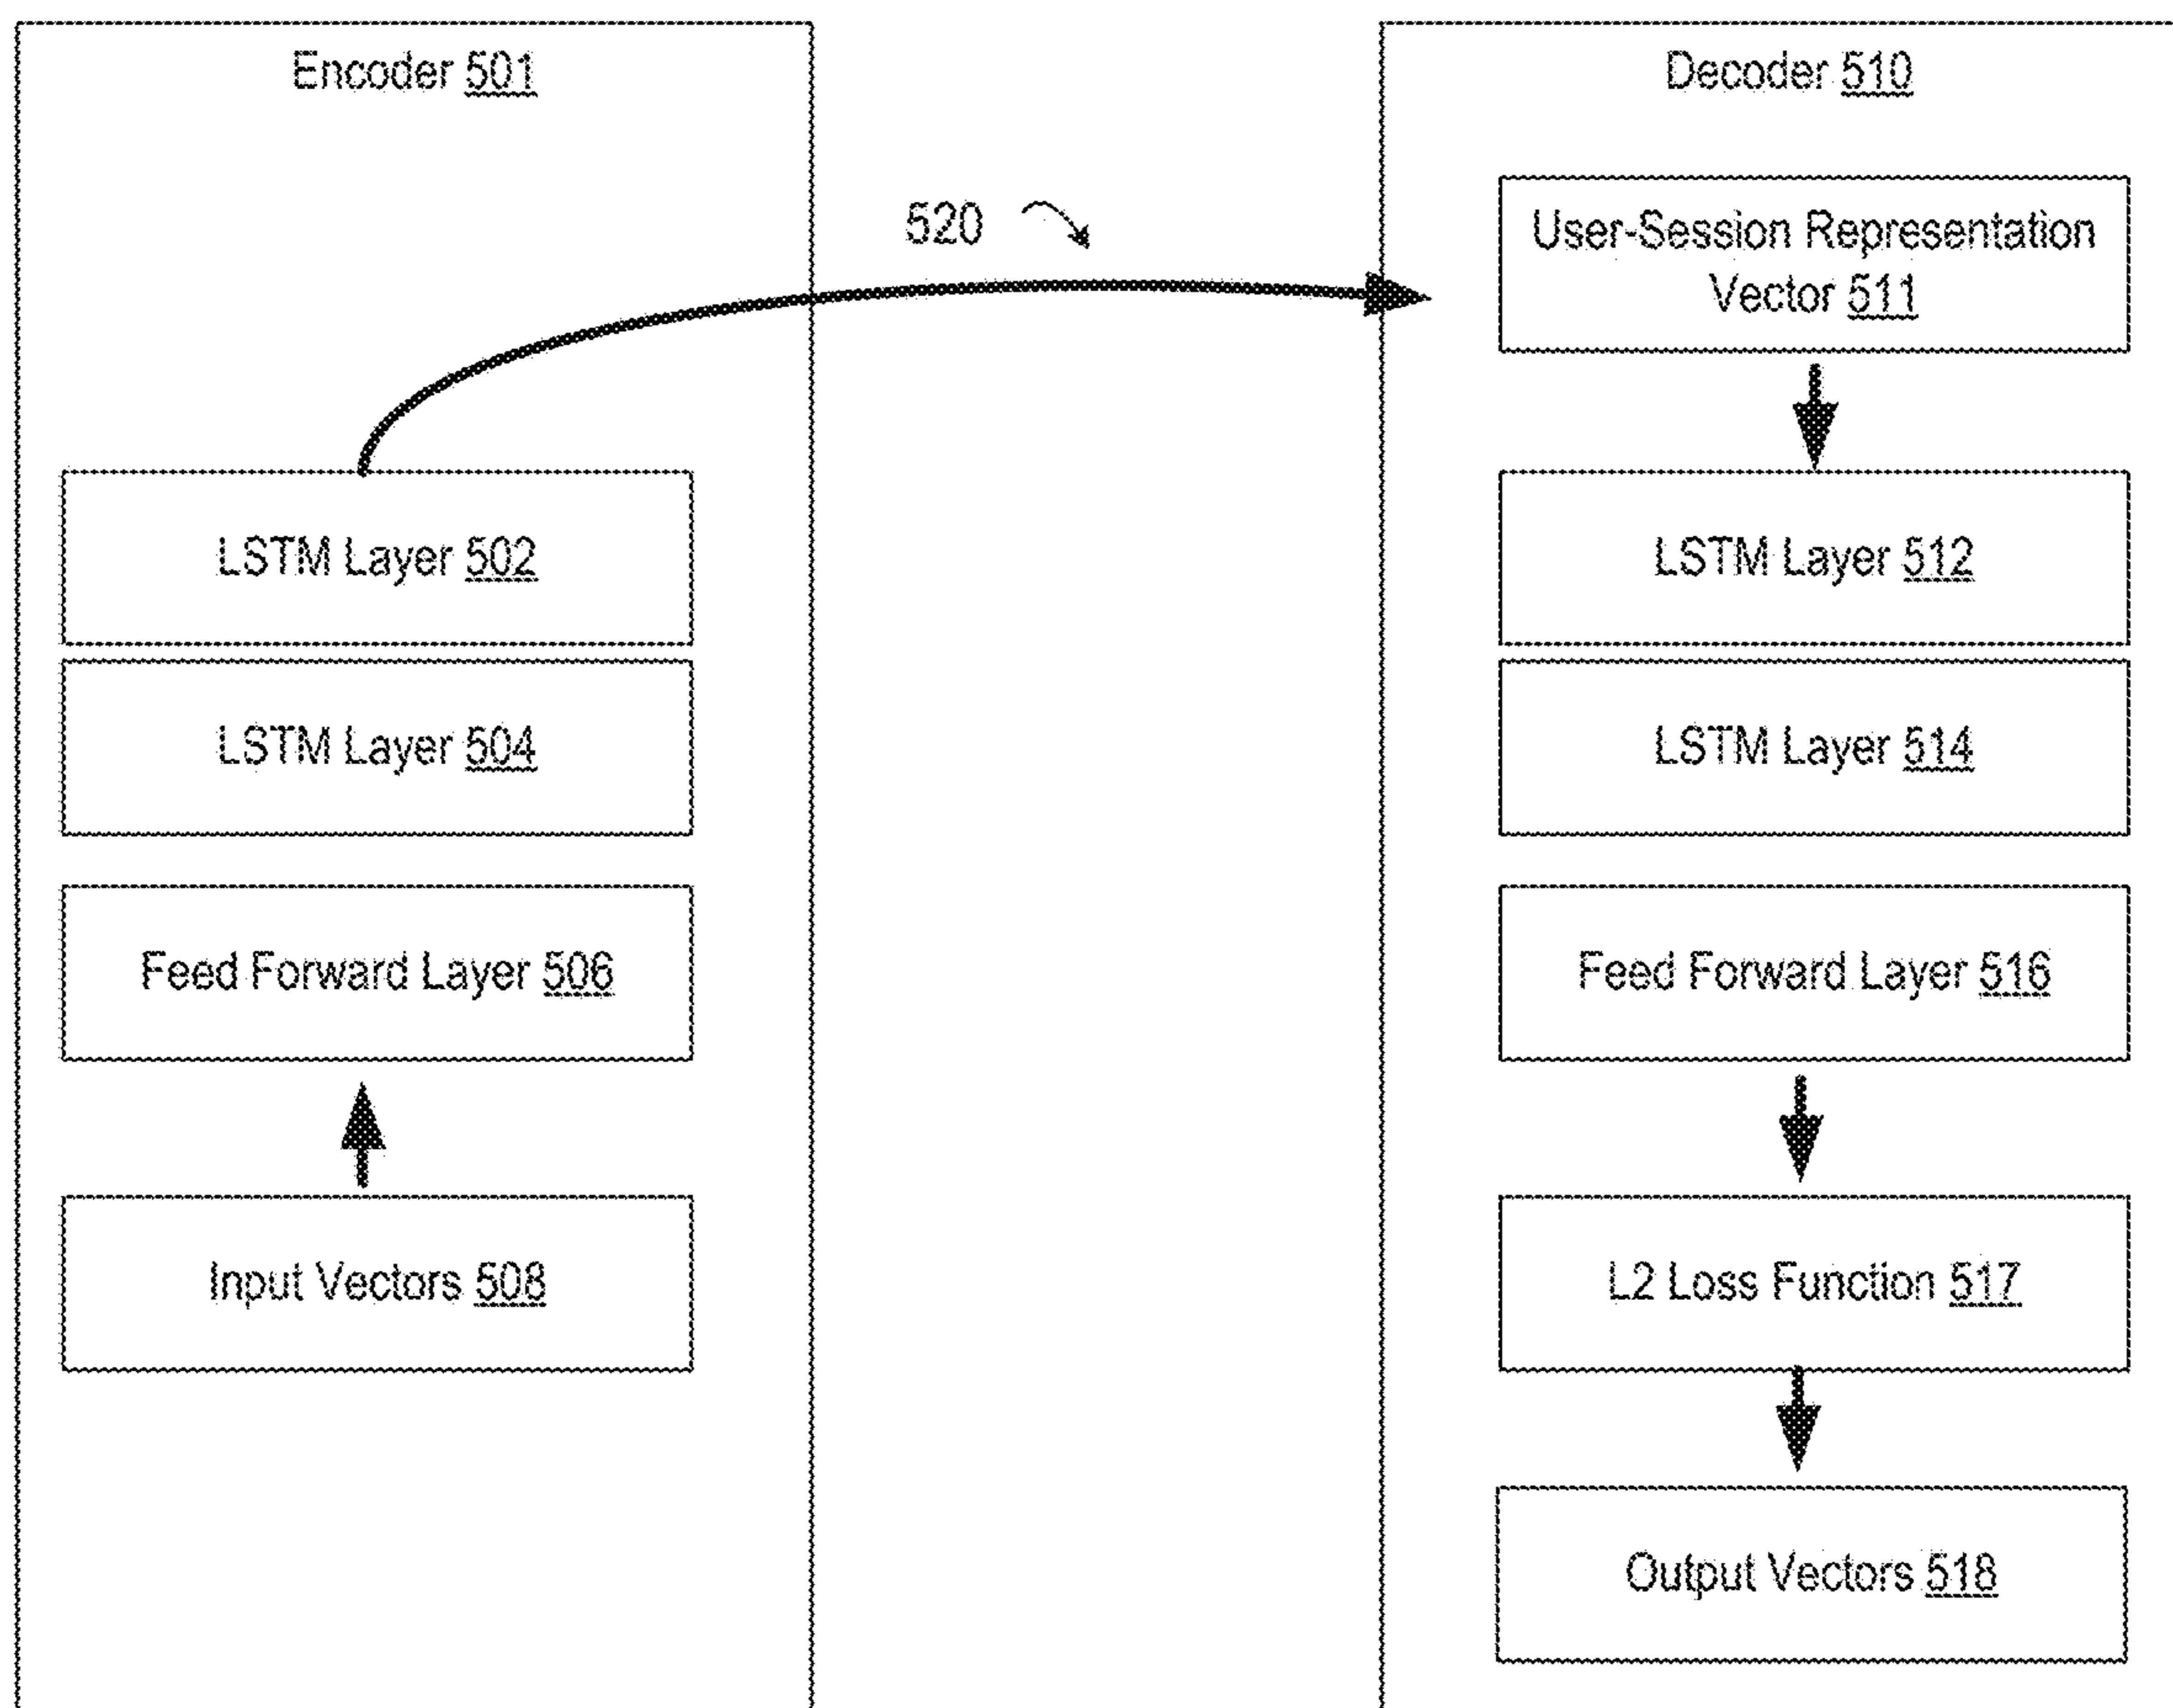 Encoder 501
LSTM Layer 502
LSTM Layer 504
Feed Forward Layer 506
Input Vectors 508
520
Decoder 510
User-Session Representation
Vector 511
LSTM Layer 512
LSTM Layer 514
Feed Forward Layer 516
L2 Loss Function 517
Output Vectors 518